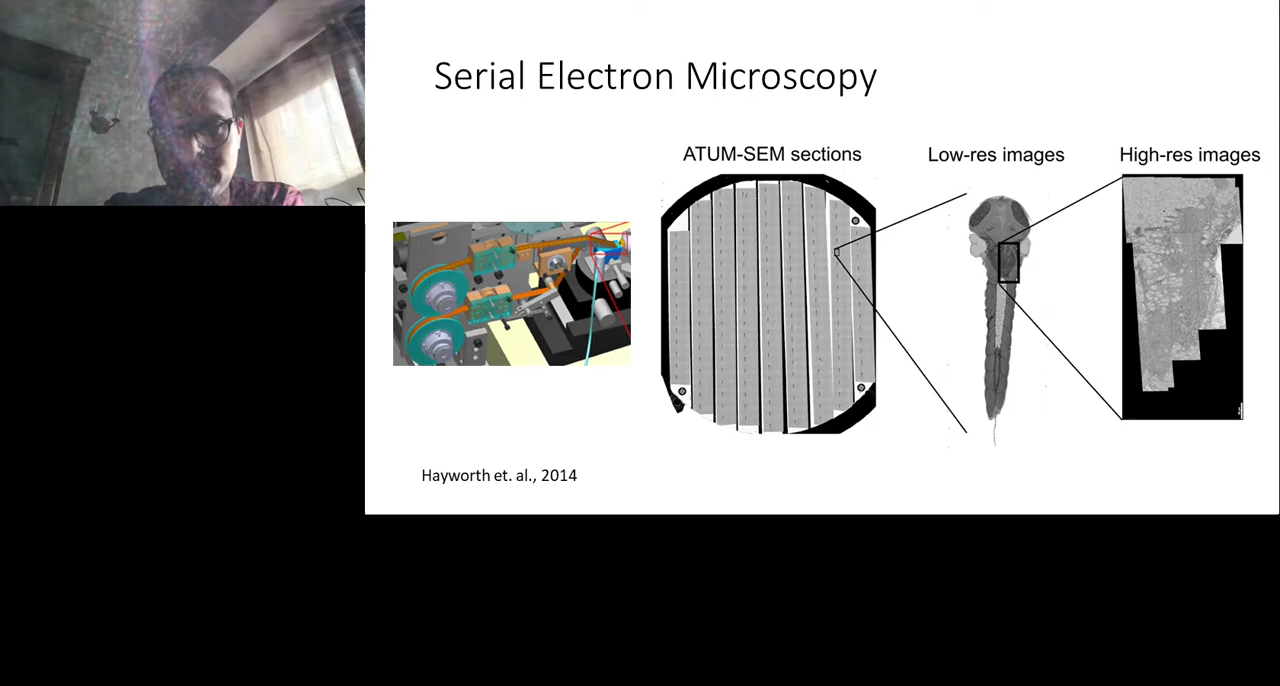 Serial Electron Microscopy
ATUM-SEM sections
Low-res images
High-res images
Hayworth et. al., 2014